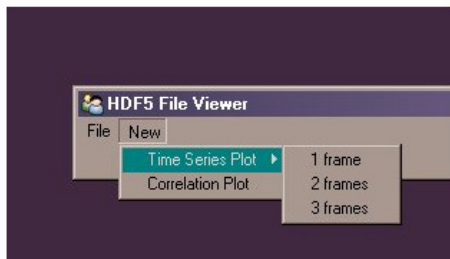 HDF5 File Viewer
File New
Time Series Plot 1 frame
Correlation Plot 2 frames
3 frames